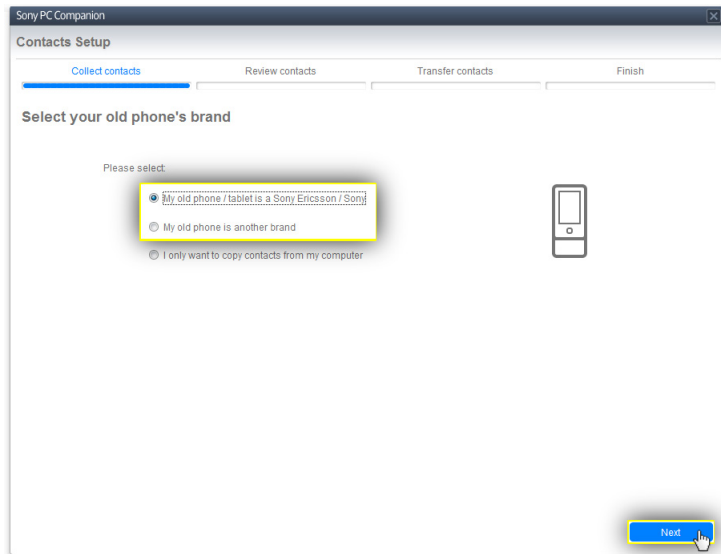 Sony PC Companion
Contacts Setup
Collect contacts
Review contacts
Transfer contacts
Finish
Select your old phone's brand
Please select:
My old phone / tablet is a Sony Ericsson / Sony
My old phone is another brand
I only want to copy contacts from my computer
Next